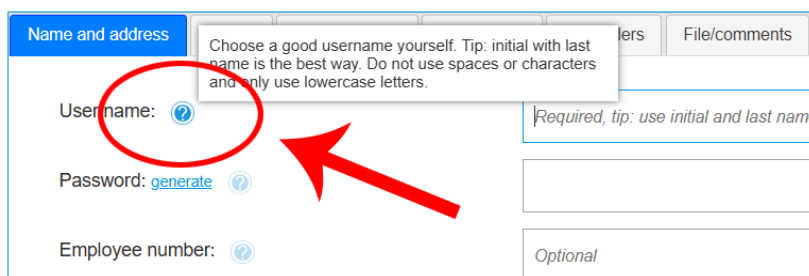 Name and address
ders
File/comments
Choose a good username yourself. Tip: initial with last
name is the best way. Do not use spaces or characters
and only use lowercase letters.
Username: ?
Required, tip: use initial and last nam
Password: generate ?
Employee number: ?
Optional